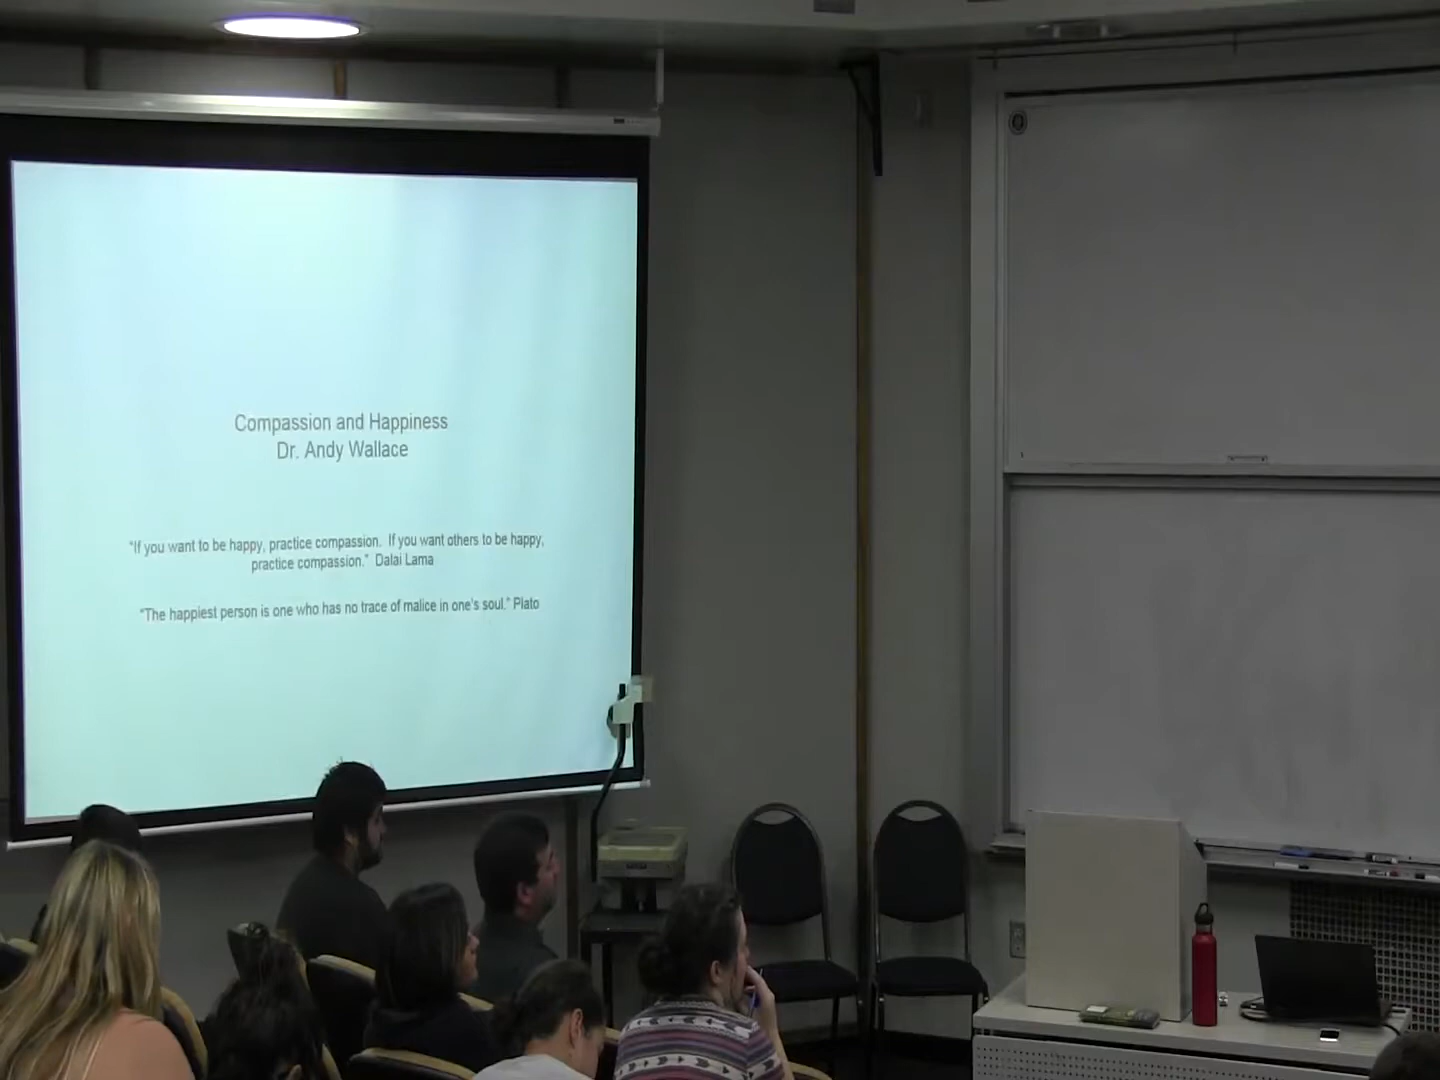 Compassion and Happiness
Dr. Andy Wallace
"If you want to be happy, practice compassion. If you want others to be happy,
practice compassion." Dalai Lama
"The happiest person is one who has no trace of malice in one's soul." Plato